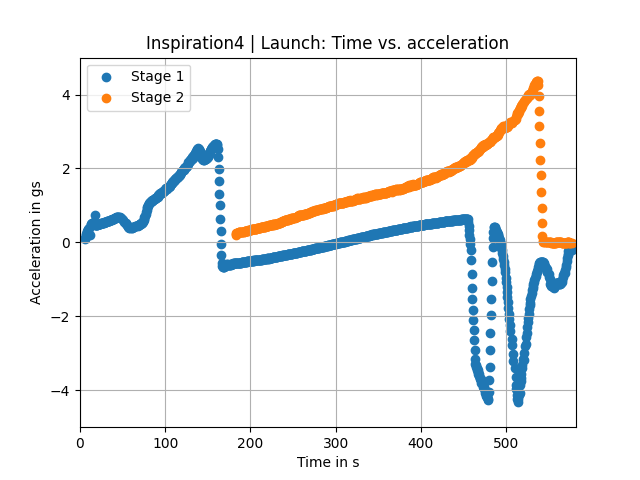 Inspiration4 | Launch: Time vs. acceleration
Stage 1
Stage 2
Acceleration in gs
4
2
0
−2
−4
0 100 200 300 400 500
Time in s